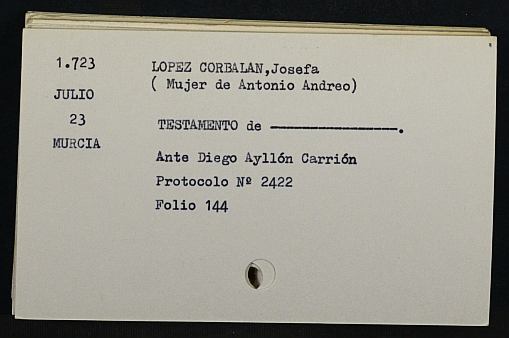 1.723
JULIO
23
MURCIA
LOPEZ CORBALAN,Josefa
( Mujer de Antonio Andreo)
TESTAMENTO de ————————.
Ante Diego Ayllón Carrión
Protocolo Nº 2422
Folio 144